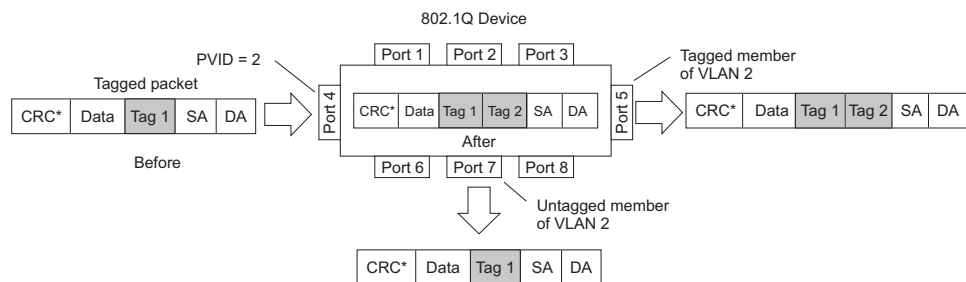 802.1Q Device
Port 1 Port 2 Port 3
PVID = 2
Tagged member
of VLAN 2
Tagged packet
CRC* Data Tag 1 SA DA
Before
Port 4
CRC* Data Tag 1 Tag 2 SA DA
After
Port 5
CRC* Data Tag 1 Tag 2 SA DA
Port 6 Port 7 Port 8
Untagged member
of VLAN 2
CRC* Data Tag 1 SA DA